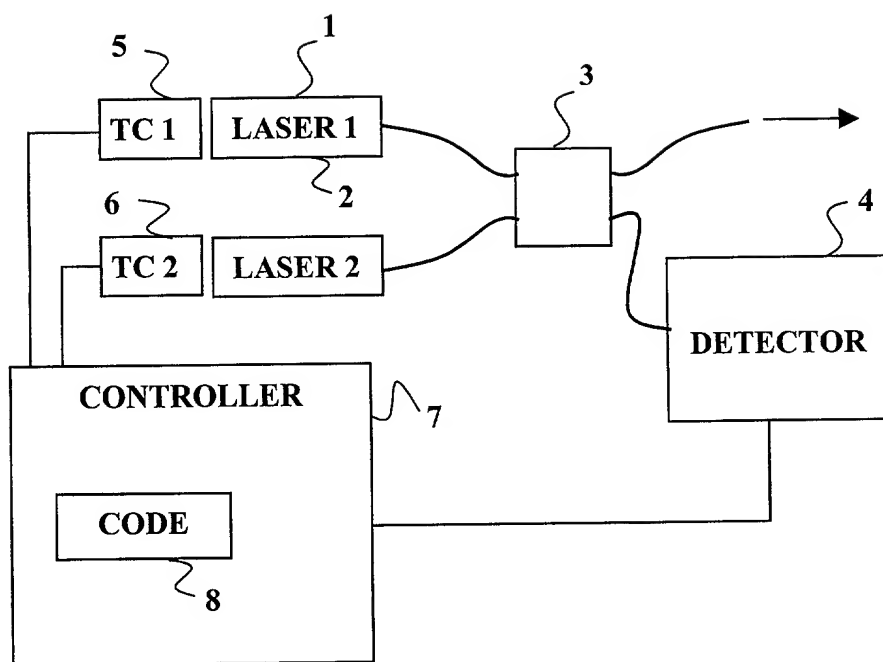 5
1
3
TC 1
LASER 1
2
6
4
TC 2
LASER 2
DETECTOR
CONTROLLER
7
CODE
8